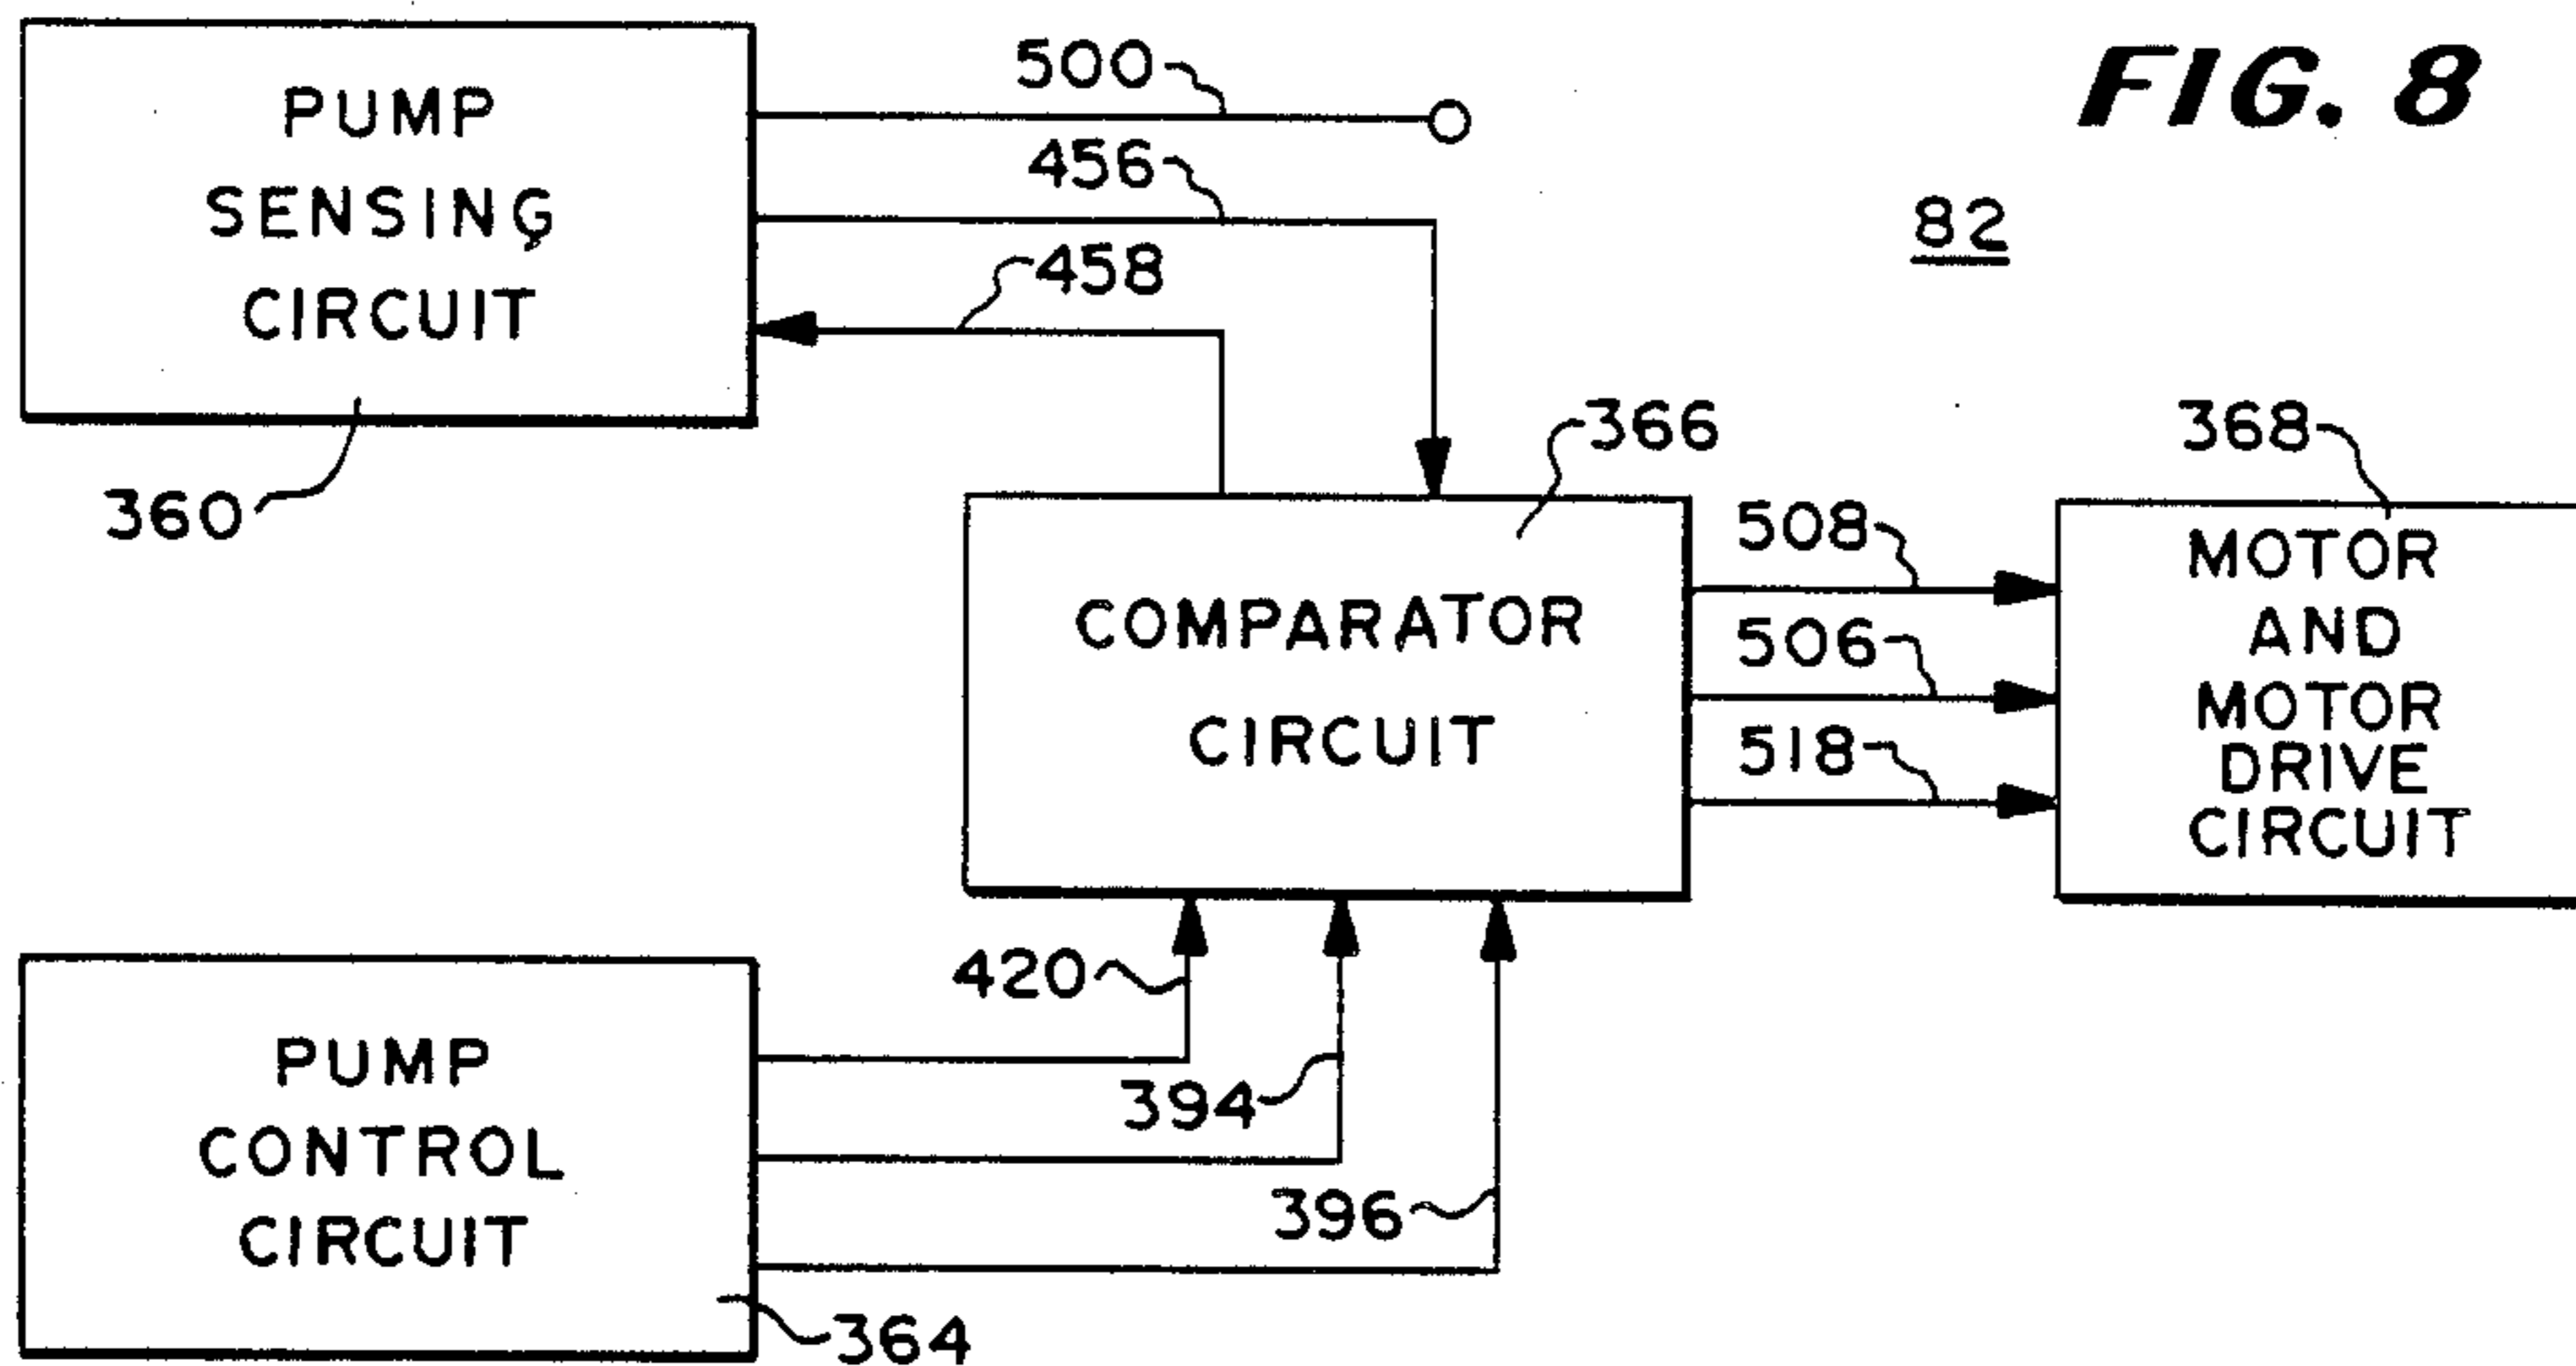 FIG. 8
82
PUMP
SENSING
CIRCUIT
360
500
456
458
366
COMPARATOR
CIRCUIT
508
506
518
368
MOTOR
AND
MOTOR
DRIVE
CIRCUIT
PUMP
CONTROL
CIRCUIT
364
420
394
396